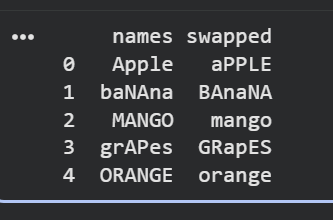 names swapped
0 Apple aPPLE
1 baNAna BAnaNA
2 MANGO mango
3 grAPes GRapES
4 ORANGE orange